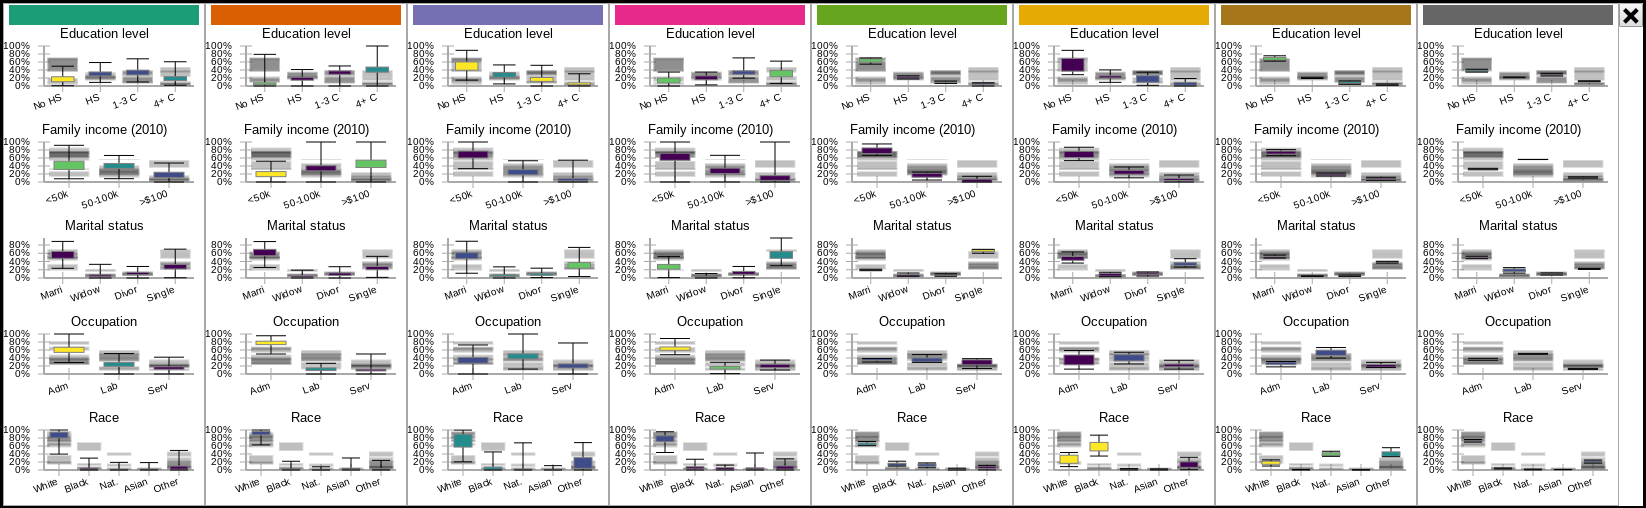 Education level Education level Education level Education level Education level Education level Education level Education level
100% 100% 100% 100% 100% 100% 100% 100%
80% 80% 80% 80% 80% 80% 80% 80%
60% 60% 60% 60% 60% 60% 60% 60%
40% 40% 40% 40% 40% 40% 40% 40%
20% 20% 20% 20% 20% 20% 20% 20%
0% 0% 0% 0% 0% 0% 0% 0%
No HS HS 1-3 C 4+ C No HS HS 1-3 C 4+ C No HS HS 1-3 C 4+ C No HS HS 1-3 C 4+ C No HS HS 1-3 C 4+ C No HS HS 1-3 C 4+ C No HS HS 1-3 C 4+ C No HS HS 1-3 C 4+ C
Family income (2010) Family income (2010) Family income (2010) Family income (2010) Family income (2010) Family income (2010) Family income (2010) Family income (2010)
100% 100% 100% 100% 100% 100% 100% 100%
80% 80% 80% 80% 80% 80% 80% 80%
60% 60% 60% 60% 60% 60% 60% 60%
40% 40% 40% 40% 40% 40% 40% 40%
20% 20% 20% 20% 20% 20% 20% 20%
0% 0% 0% 0% 0% 0% 0% 0%
<50k 50-100k >$100 <50k 50-100k >$100 <50k 50-100k >$100 <50k 50-100k >$100 <50k 50-100k >$100 <50k 50-100k >$100 <50k 50-100k >$100 <50k 50-100k >$100
Marital status Marital status Marital status Marital status Marital status Marital status Marital status Marital status
80% 80% 80% 80% 80% 80% 80% 80%
60% 60% 60% 60% 60% 60% 60% 60%
40% 40% 40% 40% 40% 40% 40% 40%
20% 20% 20% 20% 20% 20% 20% 20%
0% 0% 0% 0% 0% 0% 0% 0%
Marri Widow Divor Single Marri Widow Divor Single Marri Widow Divor Single Marri Widow Divor Single Marri Widow Divor Single Marri Widow Divor Single Marri Widow Divor Single Marri Widow Divor Single
Occupation Occupation Occupation Occupation Occupation Occupation Occupation Occupation
100% 100% 100% 100% 100% 100% 100% 100%
80% 80% 80% 80% 80% 80% 80% 80%
60% 60% 60% 60% 60% 60% 60% 60%
40% 40% 40% 40% 40% 40% 40% 40%
20% 20% 20% 20% 20% 20% 20% 20%
0% 0% 0% 0% 0% 0% 0% 0%
Adm Lab Serv Adm Lab Serv Adm Lab Serv Adm Lab Serv Adm Lab Serv Adm Lab Serv Adm Lab Serv Adm Lab Serv
Race Race Race Race Race Race Race Race
100% 100% 100% 100% 100% 100% 100% 100%
80% 80% 80% 80% 80% 80% 80% 80%
60% 60% 60% 60% 60% 60% 60% 60%
40% 40% 40% 40% 40% 40% 40% 40%
20% 20% 20% 20% 20% 20% 20% 20%
0% 0% 0% 0% 0% 0% 0% 0%
White Black Nat. Asian Other White Black Nat. Asian Other White Black Nat. Asian Other White Black Nat. Asian Other White Black Nat. Asian Other White Black Nat. Asian Other White Black Nat. Asian Other White Black Nat. Asian Other